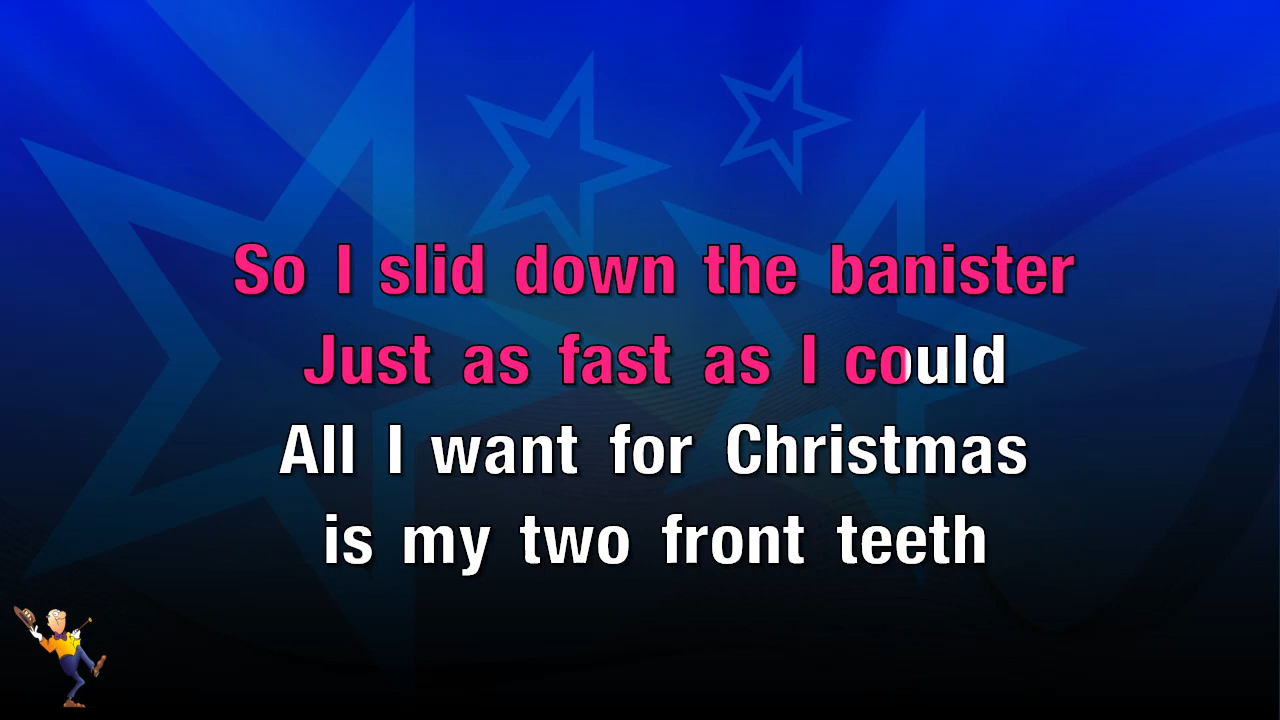 So I slid down the banister
Just as fast as I could
All I want for Christmas
is my two front teeth